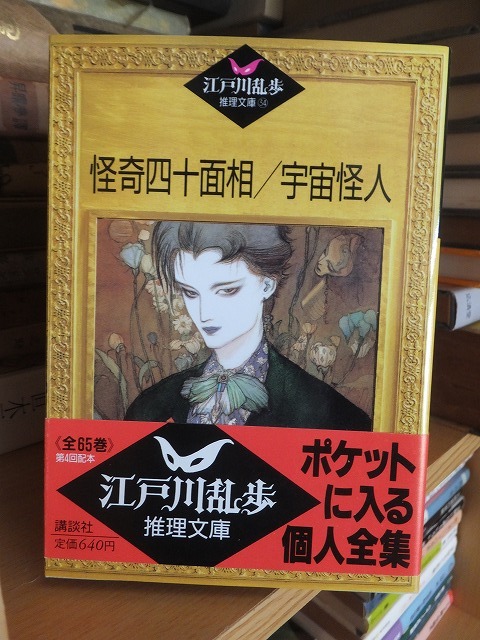 江戸川乱歩
推理文庫㉞
怪奇四十面相／宇宙怪人
《全65巻》
第4回配本
江戸川乱歩
推理文庫
講談社
定価640円
ポケット
に入る
個人全集